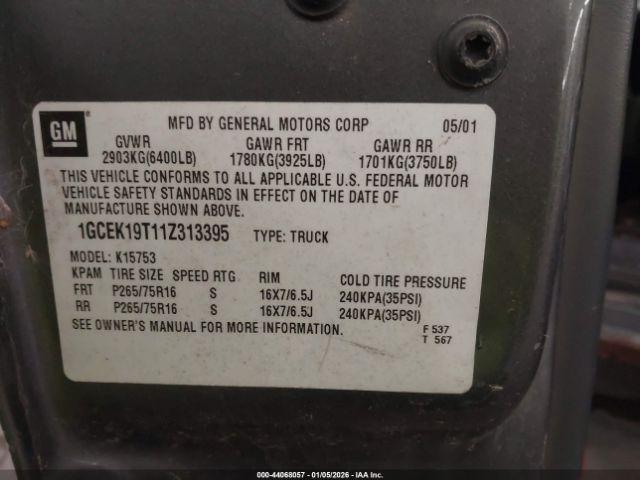 GM
MFD BY GENERAL MOTORS CORP 05/01
GVWR GAWR FRT GAWR RR
2903KG(6400LB) 1780KG(3925LB) 1701KG(3750LB)
THIS VEHICLE CONFORMS TO ALL APPLICABLE U.S. FEDERAL MOTOR
VEHICLE SAFETY STANDARDS IN EFFECT ON THE DATE OF
MANUFACTURE SHOWN ABOVE.
1GCEK19T11Z313395 TYPE: TRUCK
MODEL: K15753
KPAM TIRE SIZE SPEED RTG RIM COLD TIRE PRESSURE
FRT P265/75R16 S 16X7/6.5J 240KPA(35PSI)
RR P265/75R16 S 16X7/6.5J 240KPA(35PSI)
SEE OWNER'S MANUAL FOR MORE INFORMATION. F 537
T 567
000-44068057 - 01/05/2026 - IAA Inc.